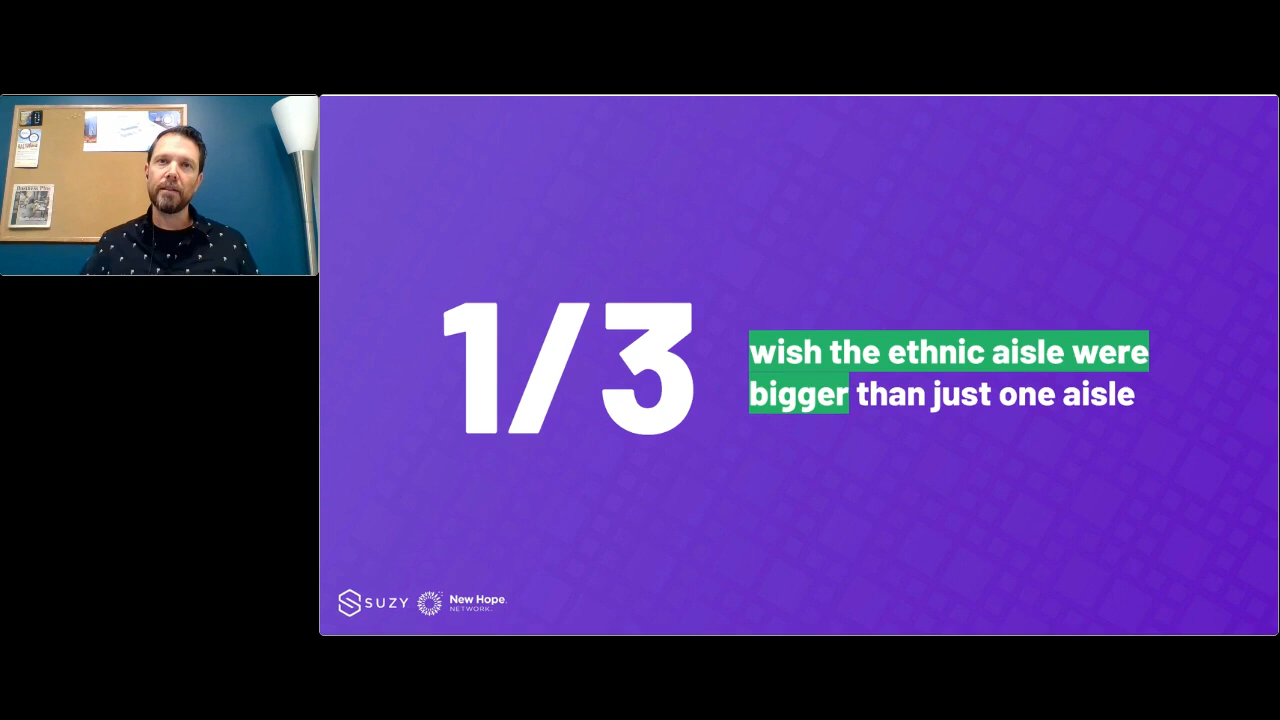 1/3
wish the ethnic aisle were
bigger than just one aisle
SUZY
New Hope.
NETWORK.